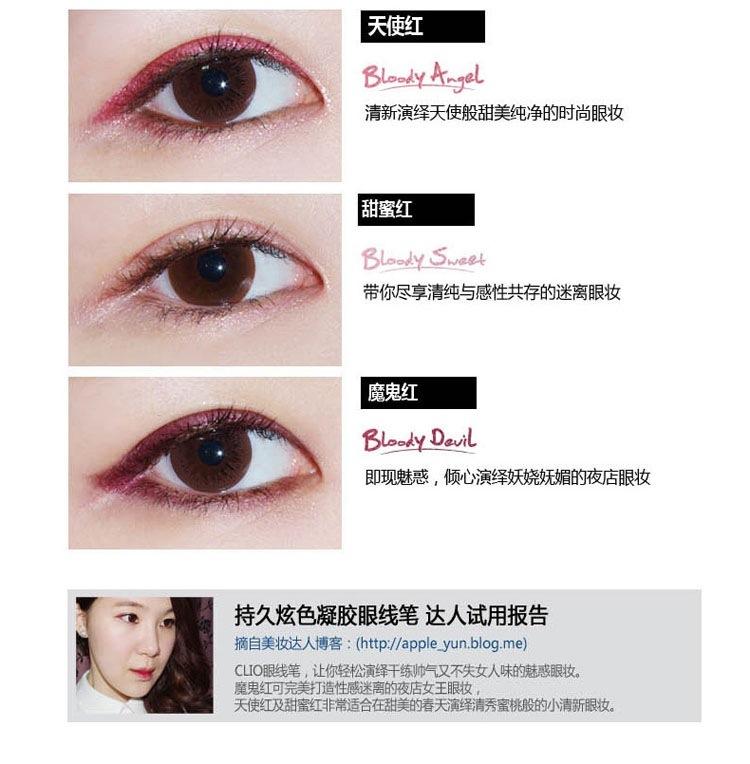 天使红
Bloody Angel
清新演绎天使般甜美纯净的时尚眼妆
甜蜜红
Bloody Sweet
带你尽享清纯与感性共存的迷离眼妆
魔鬼红
Bloody Devil
即现魅惑，倾心演绎妖娆妩媚的夜店眼妆
持久炫色凝胶眼线笔 达人试用报告
摘自美妆达人博客：(http://apple_yun.blog.me)
CLIO眼线笔，让你轻松演绎干练帅气又不失女人味的魅惑眼妆。
魔鬼红可完美打造性感迷离的夜店女王眼妆，
天使红及甜蜜红非常适合在甜美的春天演绎清秀蜜桃般的小清新眼妆。